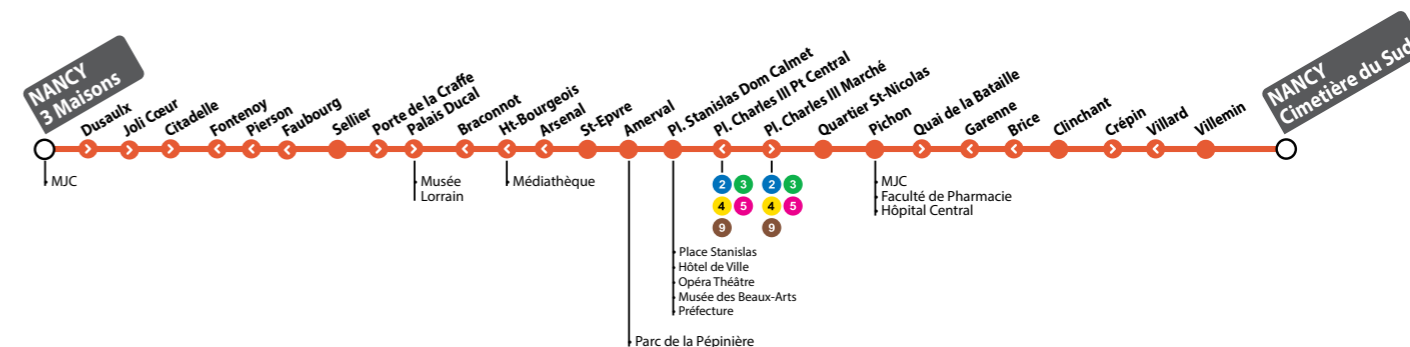 NANCY
3 Maisons
Dusaulx
Joli Cœur
Citadelle
Fontenoy
Pierson
Faubourg
Sellier
Porte de la Craffe
Palais Ducal
Braconnot
Ht-Bourgeois
Arsenal
St-Epvre
Amerval
Pl. Stanislas Dom Calmet
Pl. Charles III Pt Central
Pl. Charles III Marché
Quartier St-Nicolas
Pichon
Quai de la Bataille
Garenne
Brice
Clinchant
Crépin
Villard
Villemin
NANCY
Cimetière du Sud
MJC
Musée
Lorrain
Médiathèque
2 3
4 5
9
2 3
4 5
9
MJC
Faculté de Pharmacie
Hôpital Central
Place Stanislas
Hôtel de Ville
Opéra Théâtre
Musée des Beaux-Arts
Préfecture
Parc de la Pépinière